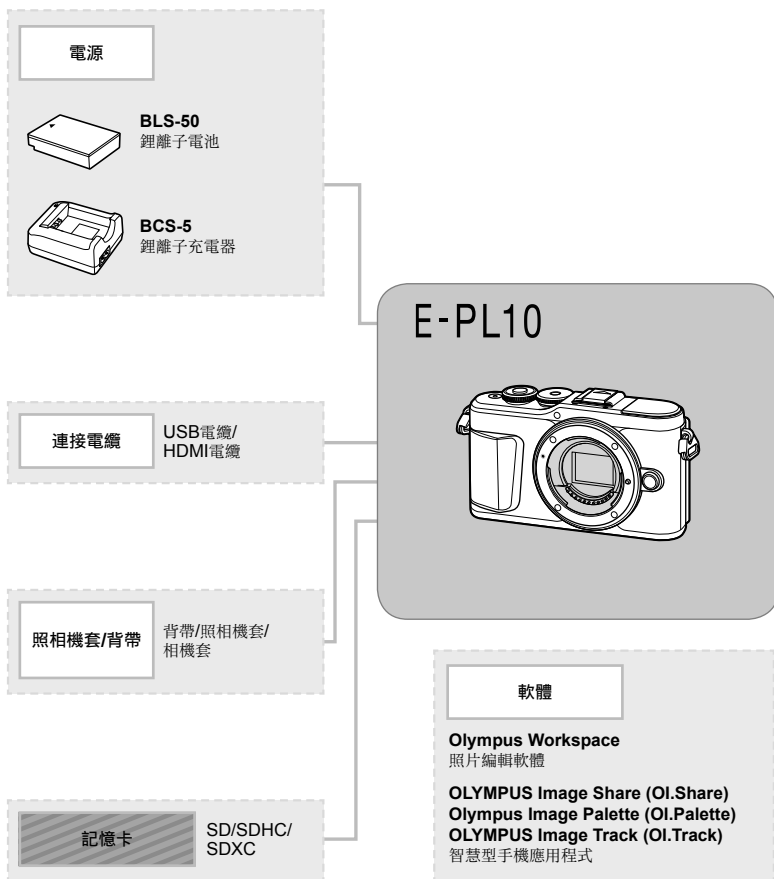 電源
BLS-50
鋰離子電池
BCS-5
鋰離子充電器
E-PL10
連接電纜
USB電纜/
HDMI電纜
照相機套/背帶
背帶/照相機套/
相機套
記憶卡
SD/SDHC/
SDXC
軟體
Olympus Workspace
照片編輯軟體
OLYMPUS Image Share (OI.Share)
Olympus Image Palette (OI.Palette)
OLYMPUS Image Track (OI.Track)
智慧型手機應用程式